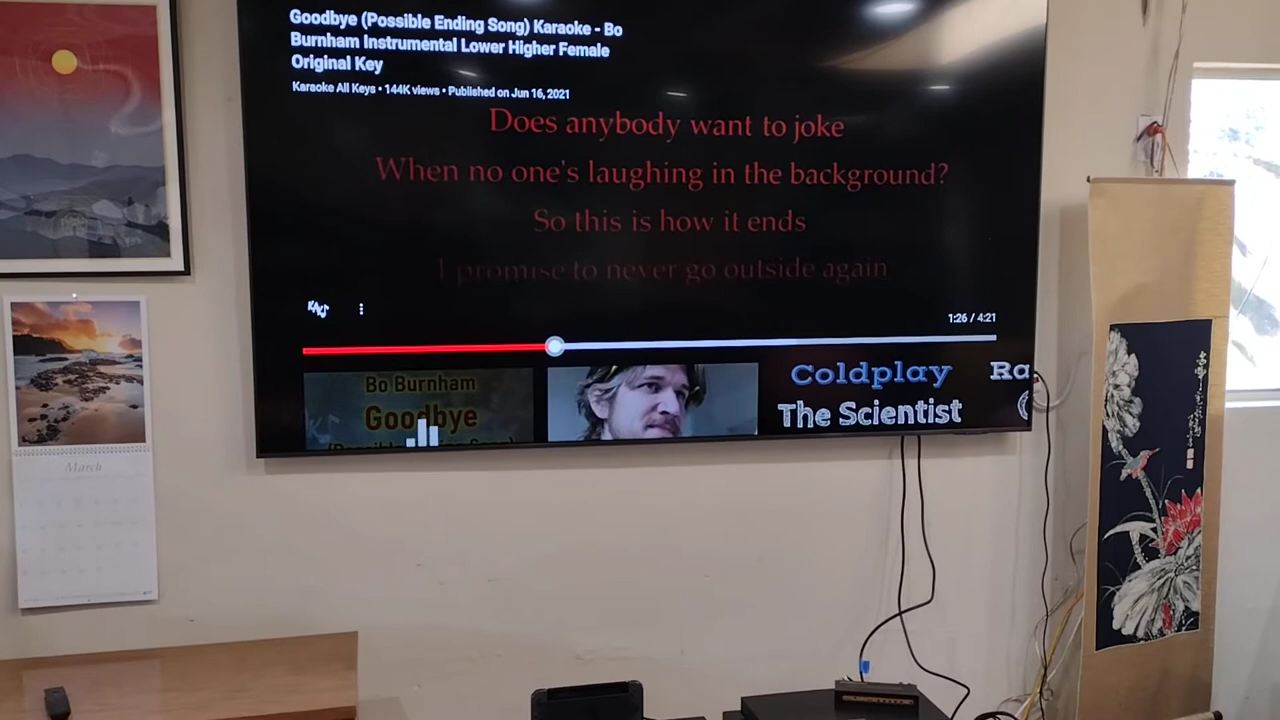 Goodbye (Possible Ending Song) Karaoke - Bo
Burnham Instrumental Lower Higher Female
Original Key
Karaoke All Keys • 144K views • Published on Jun 16, 2021
Does anybody want to joke
When no one's laughing in the background?
So this is how it ends
I promise to never go outside again
1:26 / 4:21
Bo Burnham
Goodbye
Coldplay
The Scientist
Ra
March